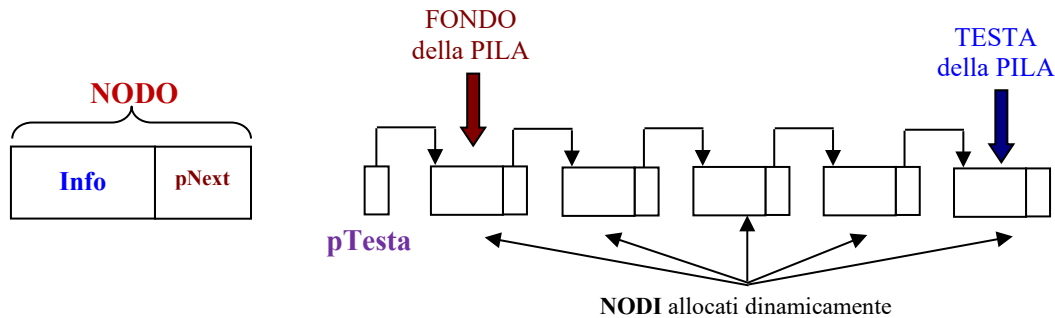 FONDO
della PILA
TESTA
della PILA
NODO
Info
pNext
pTesta
NODI allocati dinamicamente